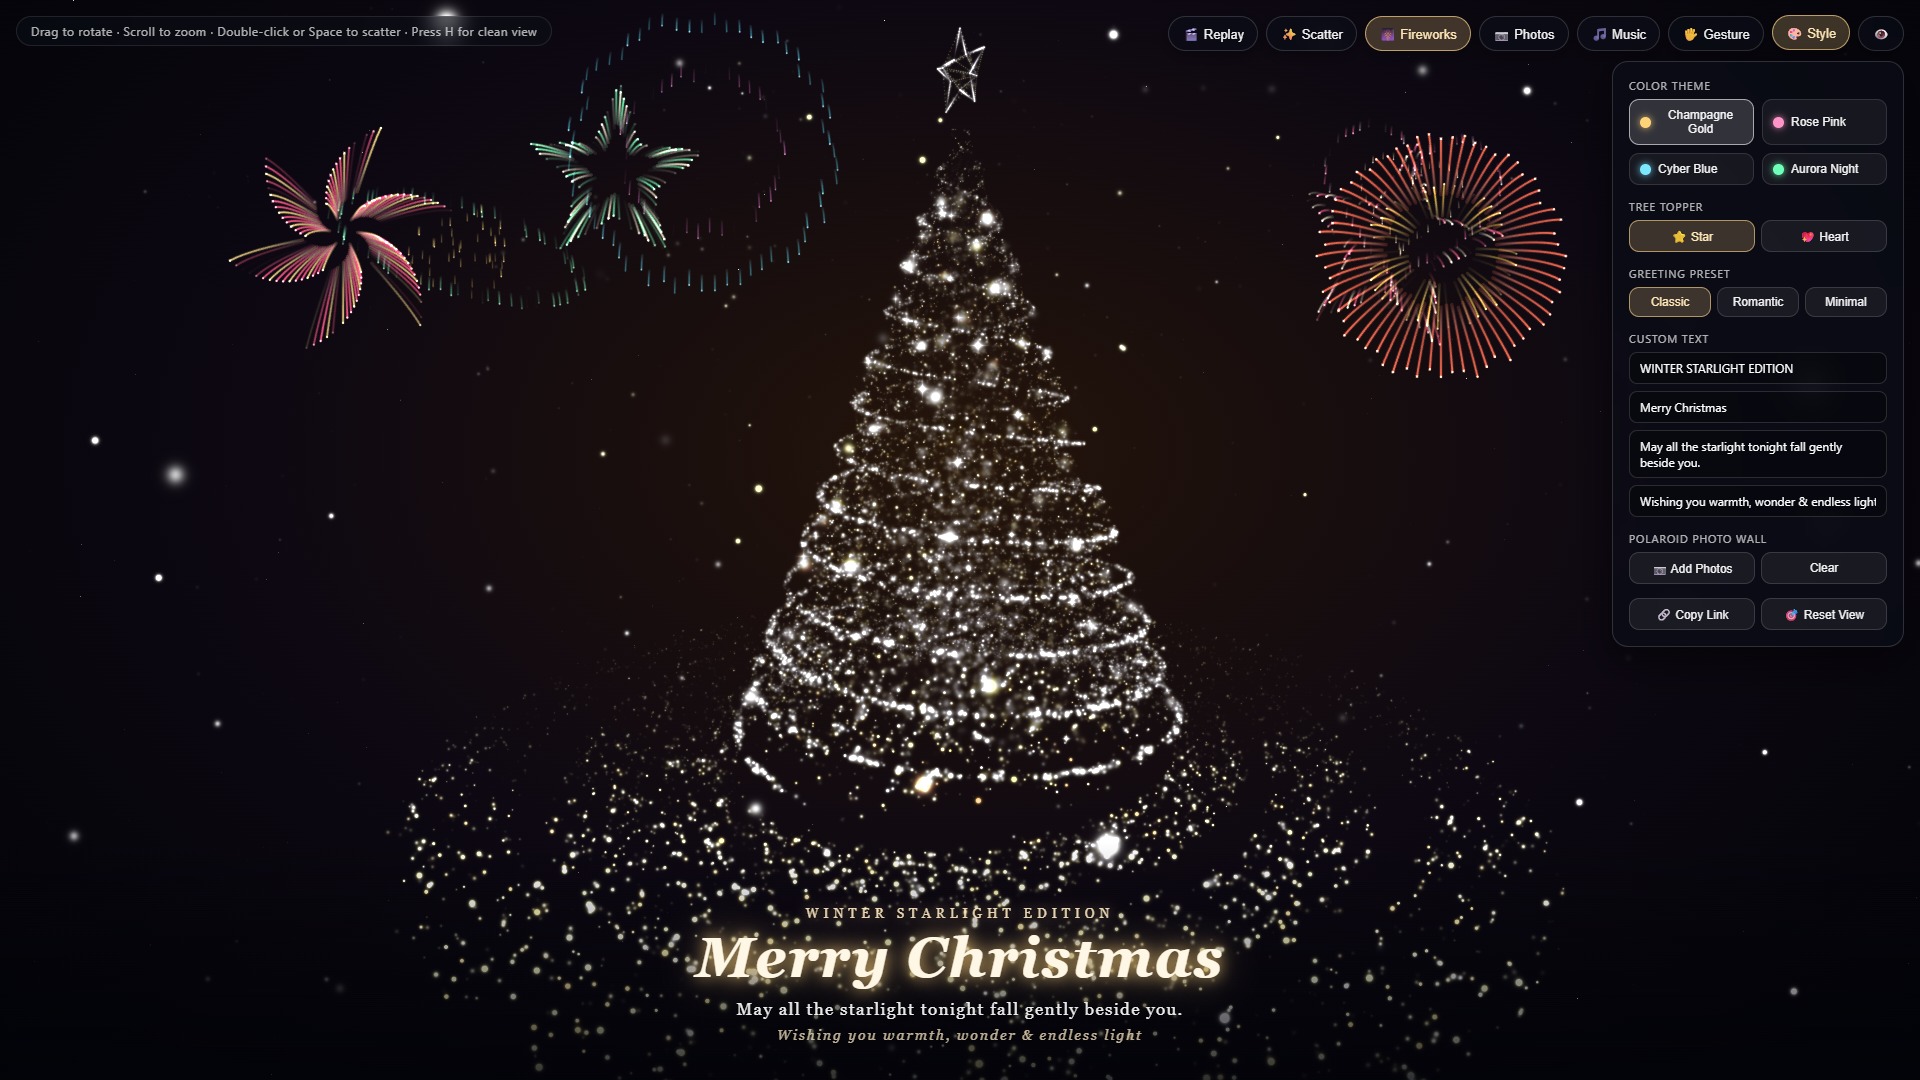 Drag to rotate · Scroll to zoom · Double-click or Space to scatter · Press H for clean view
Replay
Scatter
Fireworks
Photos
Music
Gesture
Style
COLOR THEME
Champagne
Gold
Rose Pink
Cyber Blue
Aurora Night
TREE TOPPER
Star
Heart
GREETING PRESET
Classic
Romantic
Minimal
CUSTOM TEXT
WINTER STARLIGHT EDITION
Merry Christmas
May all the starlight tonight fall gently
beside you.
Wishing you warmth, wonder & endless light
POLAROID PHOTO WALL
Add Photos
Clear
Copy Link
Reset View
WINTER STARLIGHT EDITION
Merry Christmas
May all the starlight tonight fall gently beside you.
Wishing you warmth, wonder & endless light